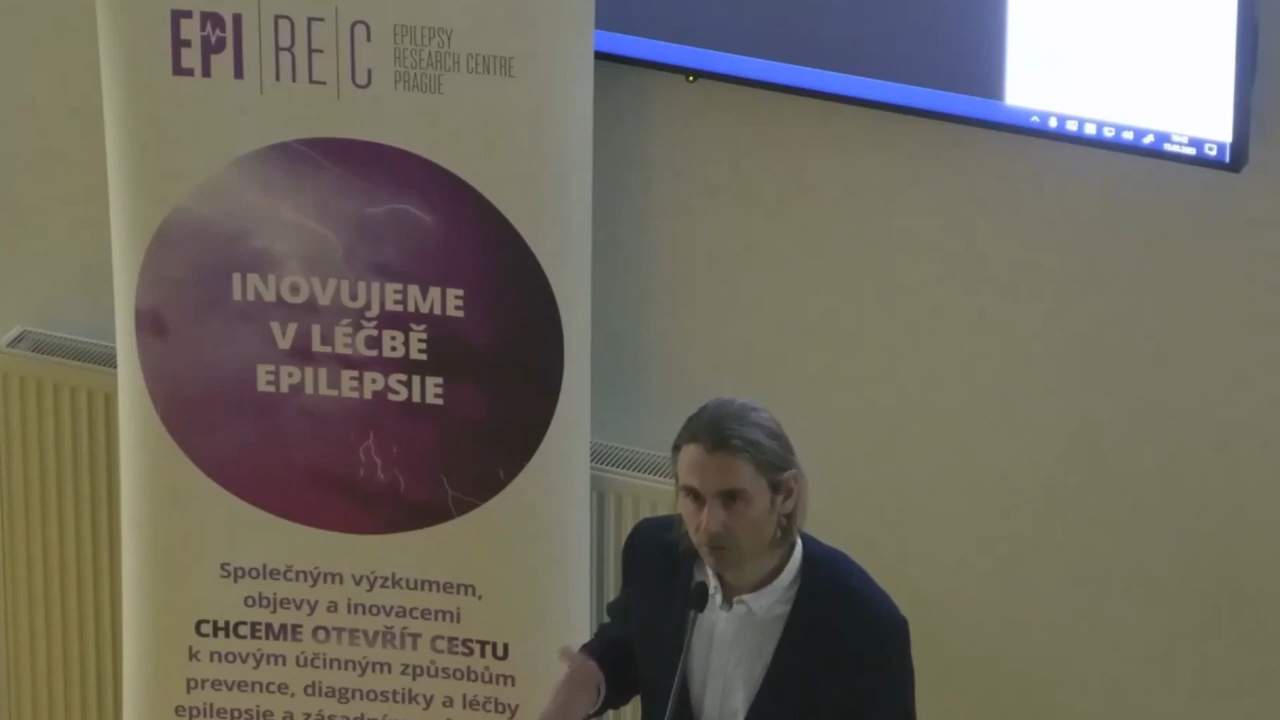 EPI REC
EPILEPSY
RESEARCH CENTRE
PRAGUE
INOVUJEME
V LÉČBĚ
EPILEPSIE
Společným výzkumem,
objevy a inovacemi
CHCEME OTEVŘÍT CESTU
k novým účinným způsobům
prevence, diagnostiky a léčby
epilepsie a